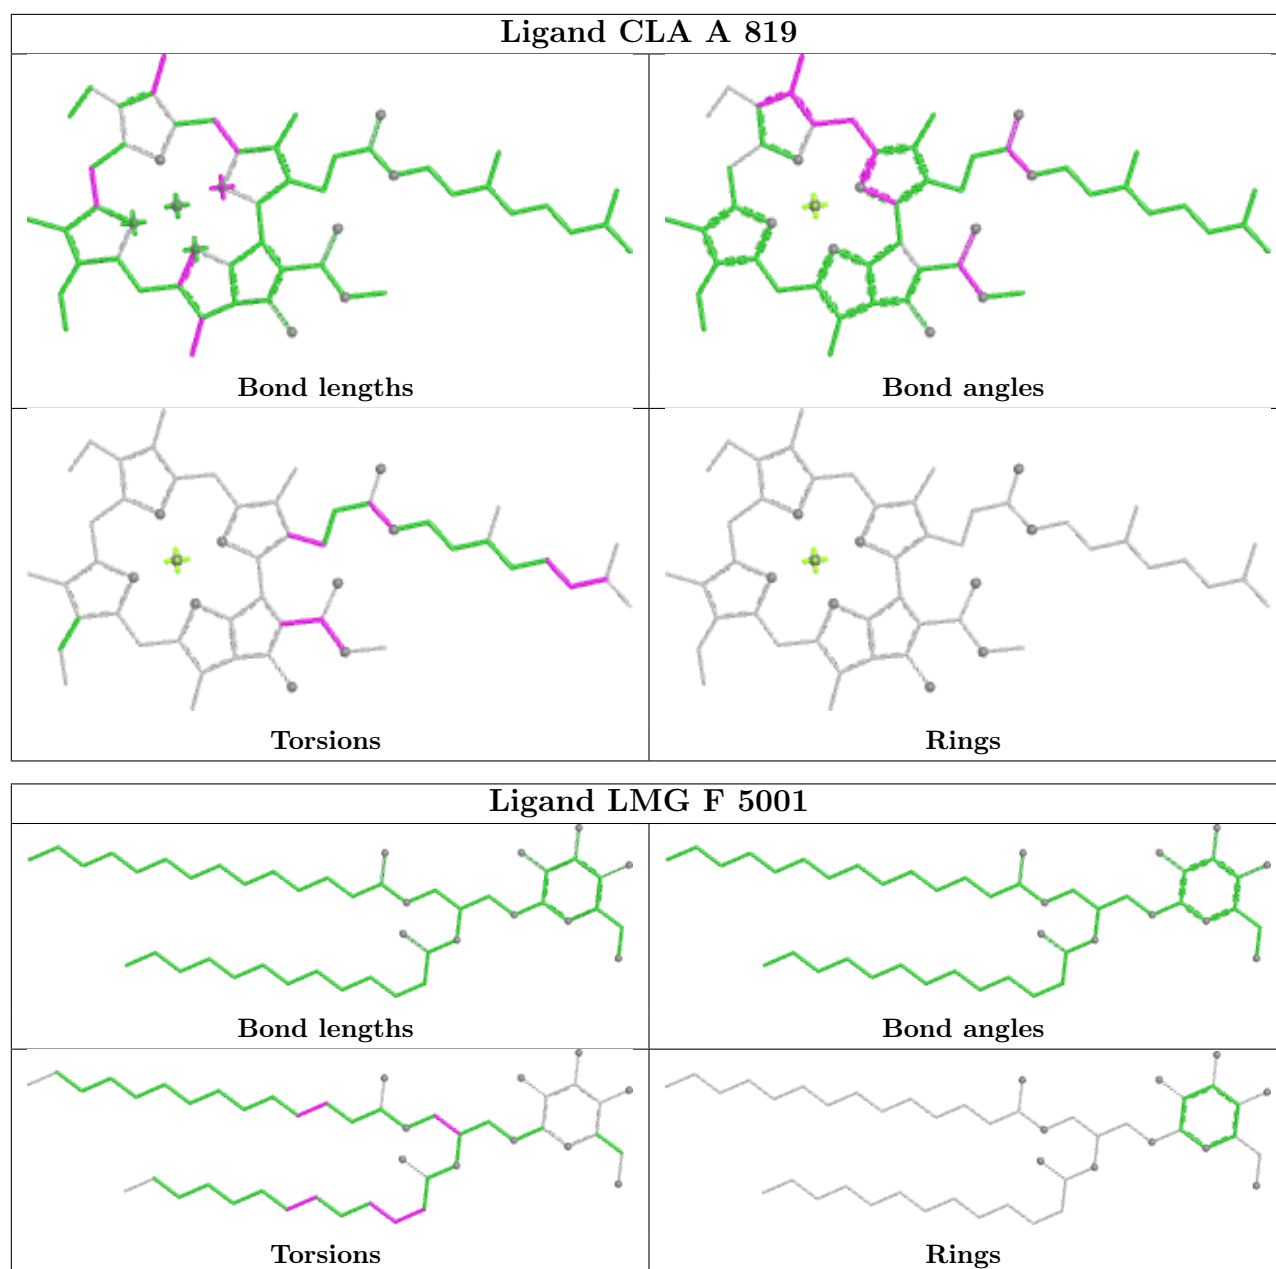 Ligand CLA A 819
Bond lengths
Bond angles
Torsions
Rings
Ligand LMG F 5001
Bond lengths
Bond angles
Torsions
Rings